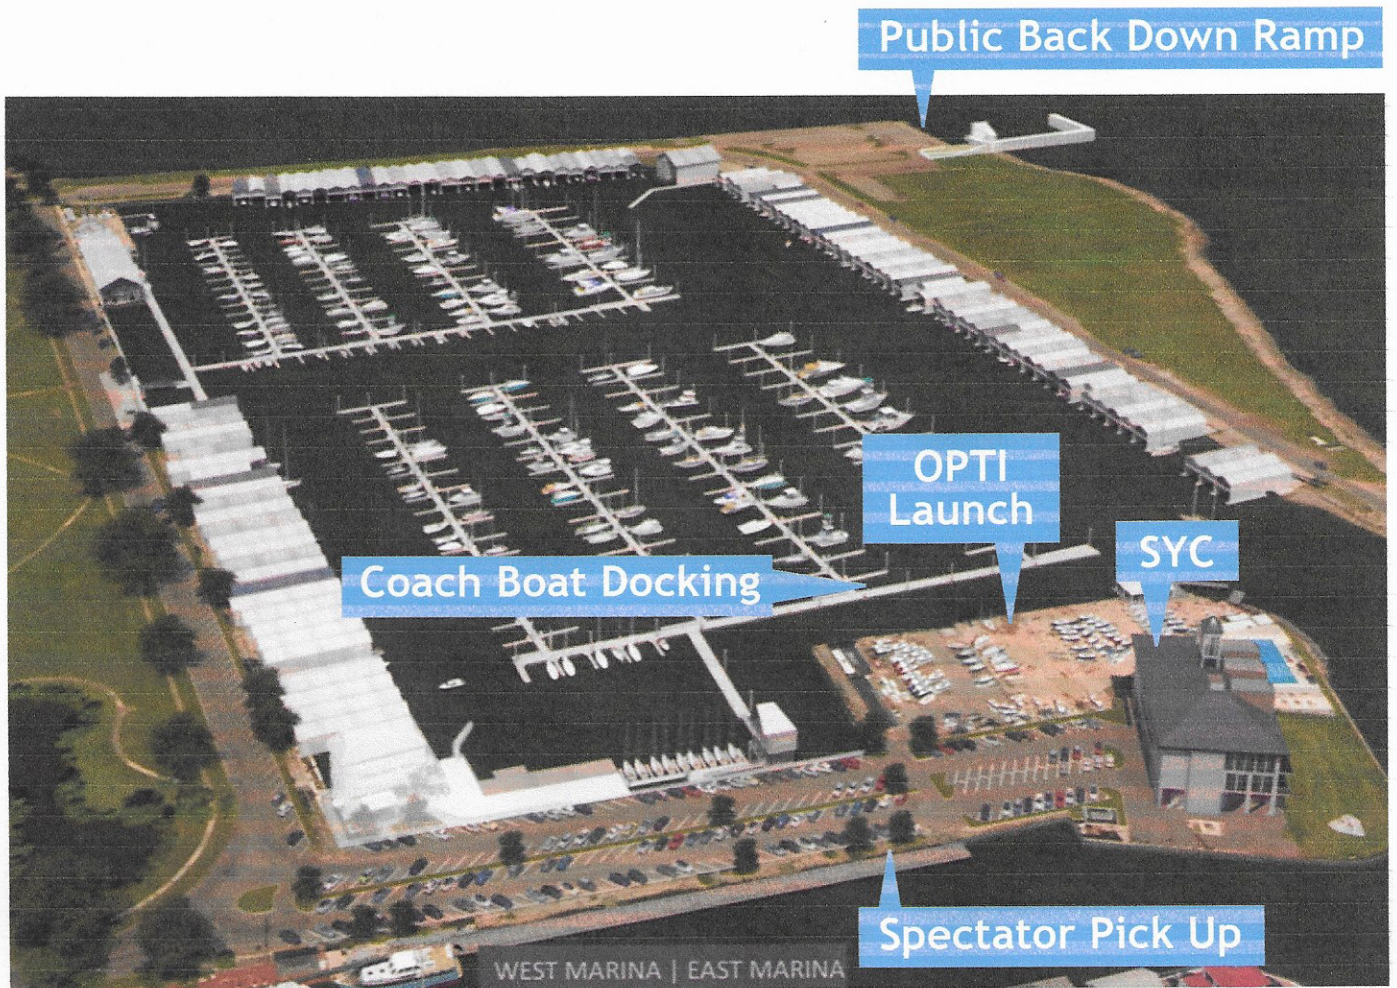 Public Back Down Ramp
OPTI
Launch
SYC
Coach Boat Docking
Spectator Pick Up
WEST MARINA | EAST MARINA